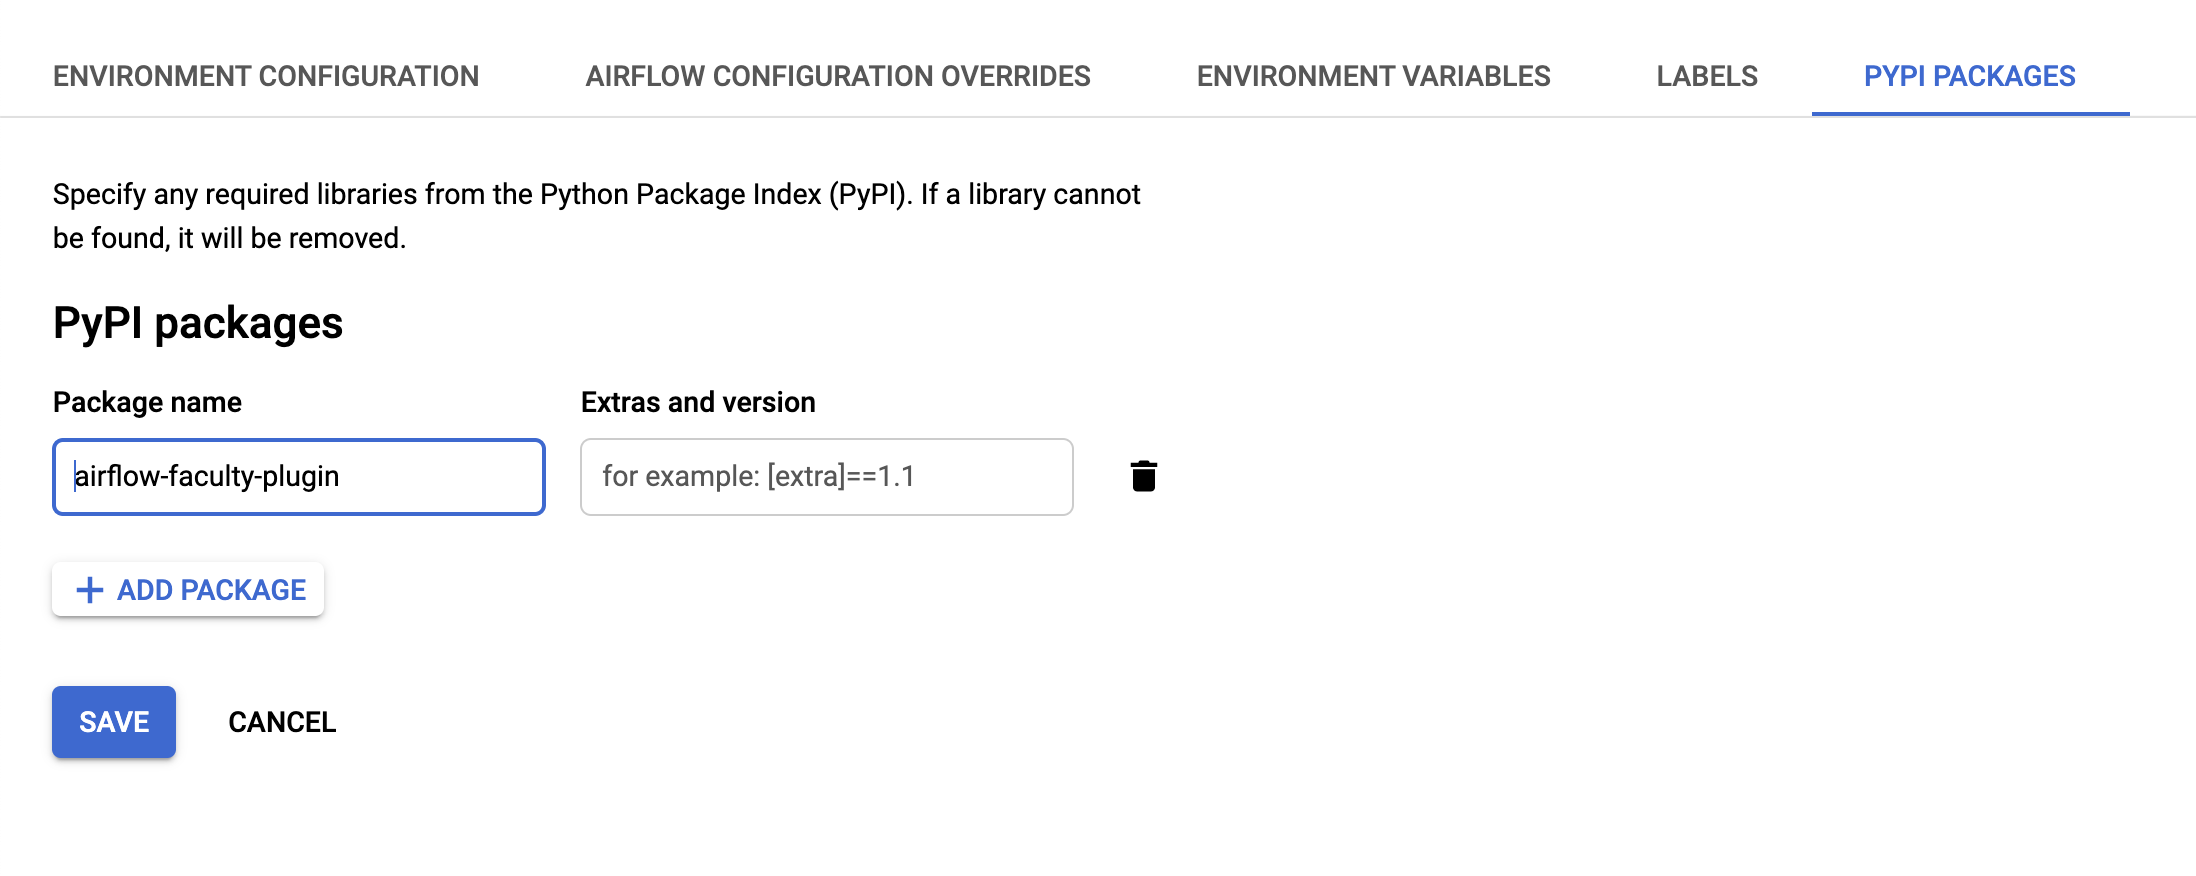 ENVIRONMENT CONFIGURATION
AIRFLOW CONFIGURATION OVERRIDES
ENVIRONMENT VARIABLES
LABELS
PYPI PACKAGES
Specify any required libraries from the Python Package Index (PyPI). If a library cannot
be found, it will be removed.
PyPI packages
Package name
Extras and version
airflow-faculty-plugin
for example: [extra]==1.1
ADD PACKAGE
SAVE
CANCEL